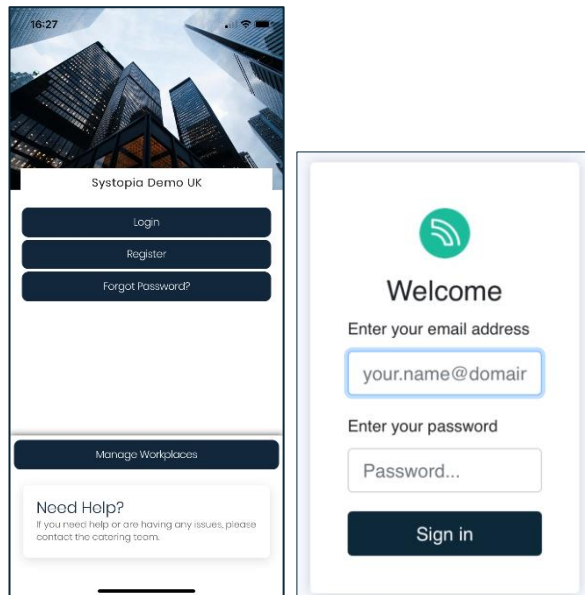 16:27
Systopia Demo UK
Login
Register
Forgot Password?
Manage Workplaces
Need Help?
If you need help or are having any issues, please
contact the catering team.
Welcome
Enter your email address
your.name@domair
Enter your password
Password...
Sign in